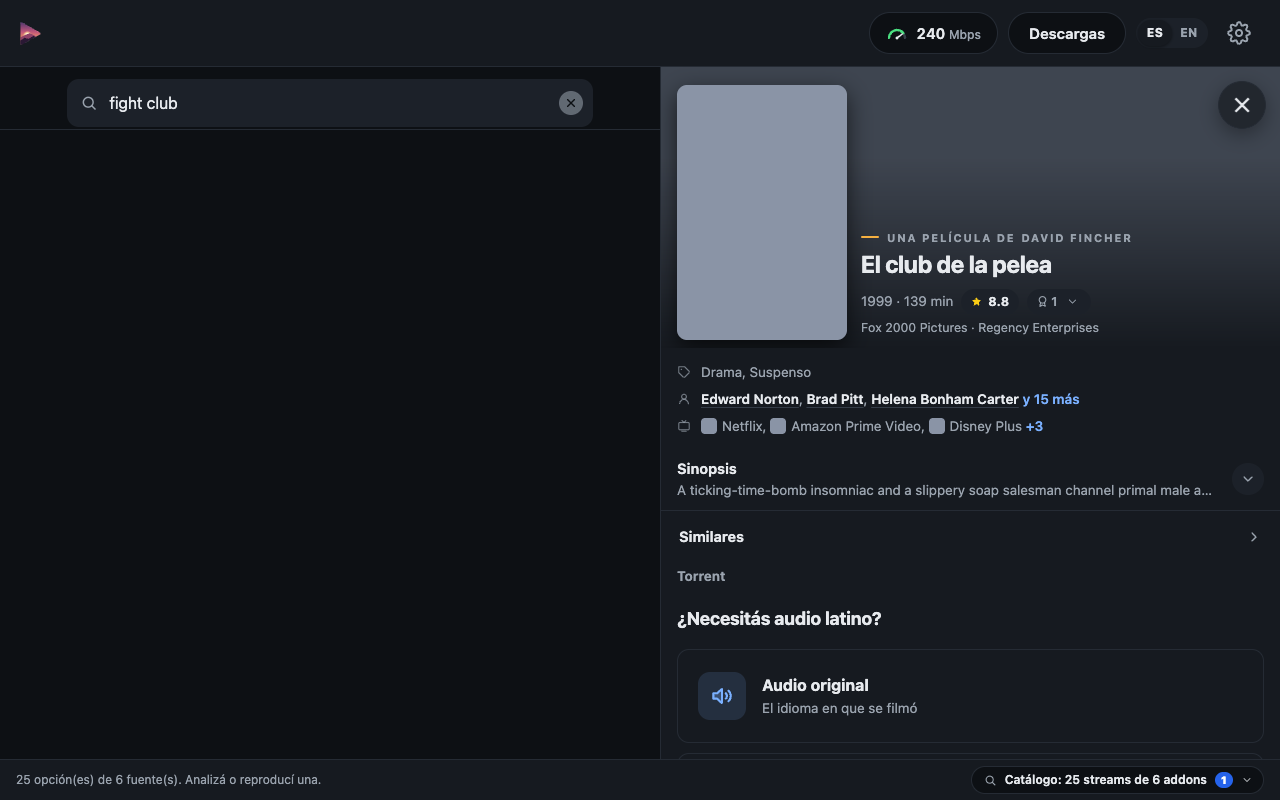 240 Mbps
Descargas
ES EN
fight club
UNA PELÍCULA DE DAVID FINCHER
El club de la pelea
1999 · 139 min 8.8 1
Fox 2000 Pictures · Regency Enterprises
Drama, Suspenso
Edward Norton, Brad Pitt, Helena Bonham Carter y 15 más
Netflix, Amazon Prime Video, Disney Plus +3
Sinopsis
A ticking-time-bomb insomniac and a slippery soap salesman channel primal male a...
Similares
Torrent
¿Necesitás audio latino?
Audio original
El idioma en que se filmó
25 opción(es) de 6 fuente(s). Analizá o reproducí una.
Catálogo: 25 streams de 6 addons 1